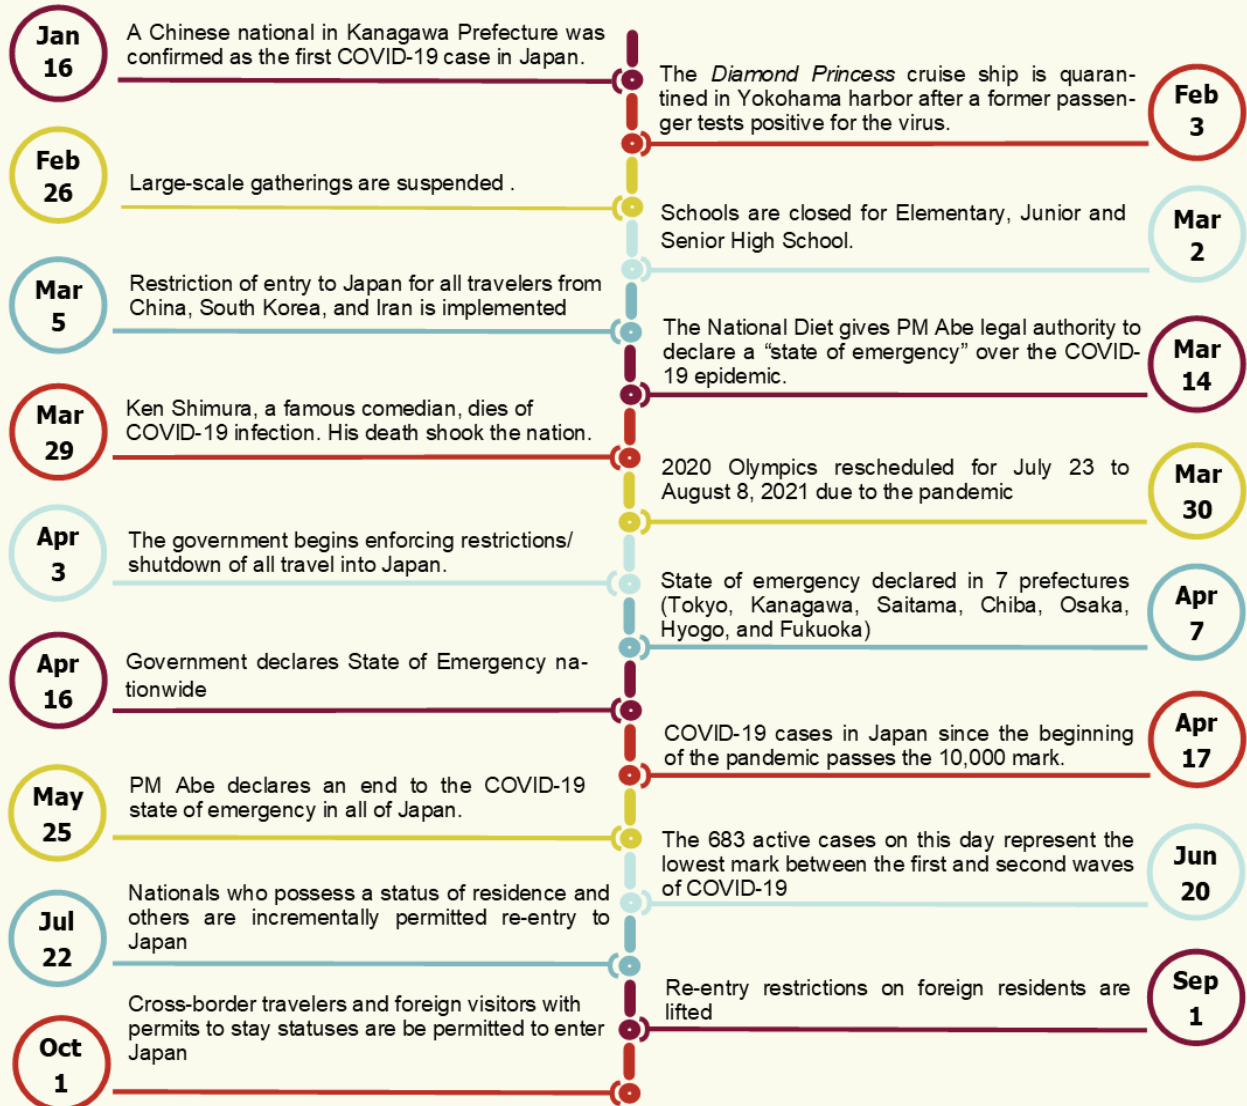 Jan
16
A Chinese national in Kanagawa Prefecture was
confirmed as the first COVID-19 case in Japan.
The Diamond Princess cruise ship is quaran-
tined in Yokohama harbor after a former passen-
ger tests positive for the virus.
Feb
3
Feb
26
Large-scale gatherings are suspended .
Schools are closed for Elementary, Junior and
Senior High School.
Mar
2
Mar
5
Restriction of entry to Japan for all travelers from
China, South Korea, and Iran is implemented
The National Diet gives PM Abe legal authority to
declare a “state of emergency” over the COVID-
19 epidemic.
Mar
14
Mar
29
Ken Shimura, a famous comedian, dies of
COVID-19 infection. His death shook the nation.
2020 Olympics rescheduled for July 23 to
August 8, 2021 due to the pandemic
Mar
30
Apr
3
The government begins enforcing restrictions/
shutdown of all travel into Japan.
State of emergency declared in 7 prefectures
(Tokyo, Kanagawa, Saitama, Chiba, Osaka,
Hyogo, and Fukuoka)
Apr
7
Apr
16
Government declares State of Emergency na-
tionwide
COVID-19 cases in Japan since the beginning
of the pandemic passes the 10,000 mark.
Apr
17
May
25
PM Abe declares an end to the COVID-19
state of emergency in all of Japan.
The 683 active cases on this day represent the
lowest mark between the first and second waves
of COVID-19
Jun
20
Jul
22
Nationals who possess a status of residence and
others are incrementally permitted re-entry to
Japan
Re-entry restrictions on foreign residents are
lifted
Sep
1
Oct
1
Cross-border travelers and foreign visitors with
permits to stay statuses are be permitted to enter
Japan